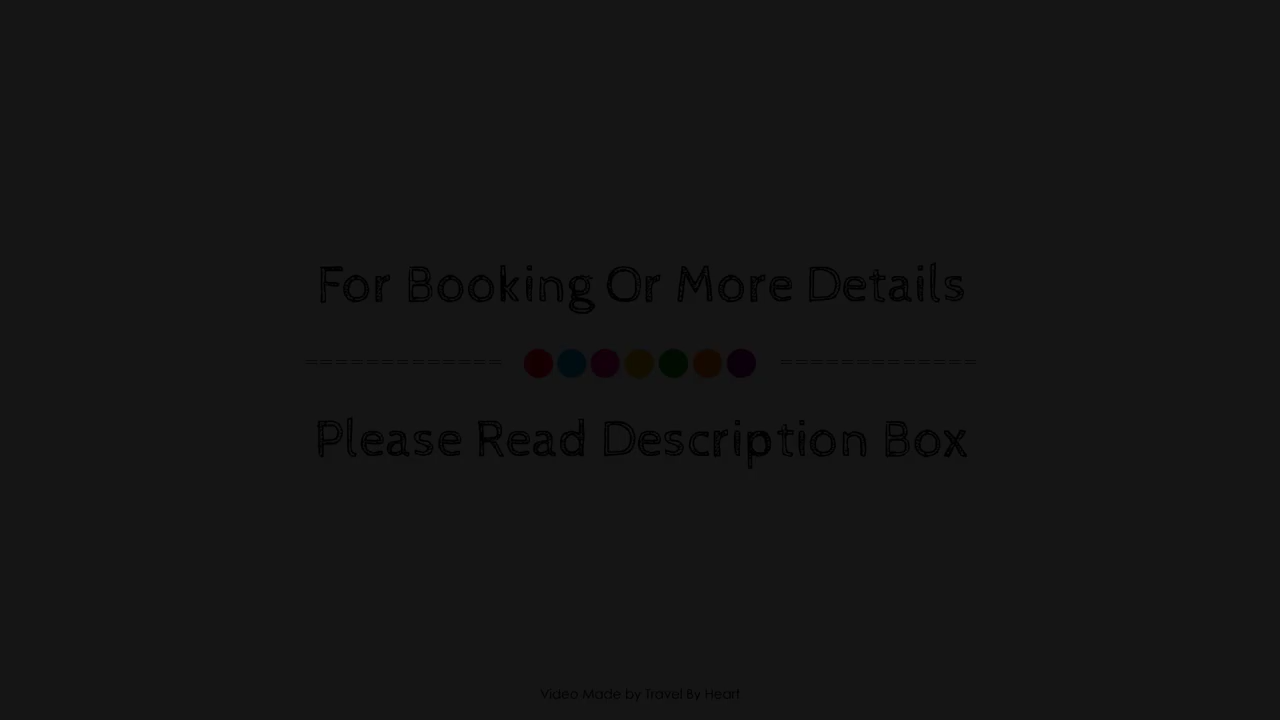 For Booking Or More Details
============= =============
Please Read Description Box
Video Made by Travel By Heart